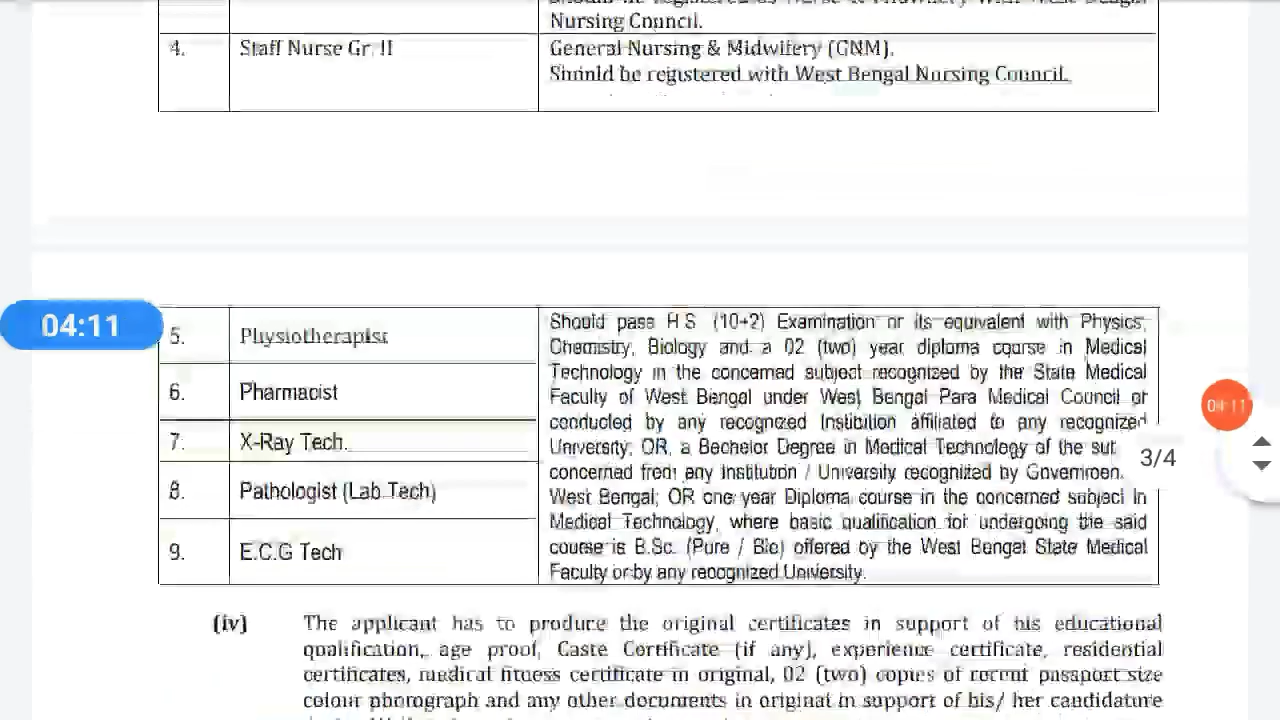 Nursing Council.
4. Staff Nurse Gr. II General Nursing & Midwifery (GNM).
Should be registered with West Bengal Nursing Council.
04:11
5. Physiotherapist
6. Pharmacist
7. X-Ray Tech.
8. Pathologist (Lab Tech)
9. E.C.G Tech
Should pass H.S. (10+2) Examination or its equivalent with Physics,
Chemistry, Biology and a 02 (two) year diploma course in Medical
Technology in the concerned subject recognized by the State Medical
Faculty of West Bengal under West Bengal Para Medical Council or
conducted by any recognized Institution affiliated to any recognized
University; OR, a Bachelor Degree in Medical Technology of the
concerned from any Institution / University recognized by
West Bengal; OR one year Diploma course in the concerned subject in
Medical Technology, where basic qualification for undergoing the said
course is B.Sc. (Pure / Bio) offered by the West Bengal State Medical
Faculty or by any recognized University.
04:11
3/4
(iv) The applicant has to produce the original certificates in support of his educational
qualification, age proof, Caste Certificate (if any), experience certificate, residential
certificates, medical fitness certificate in original, 02 (two) copies of recent passport size
colour photograph and any other documents in original in support of his/ her candidature